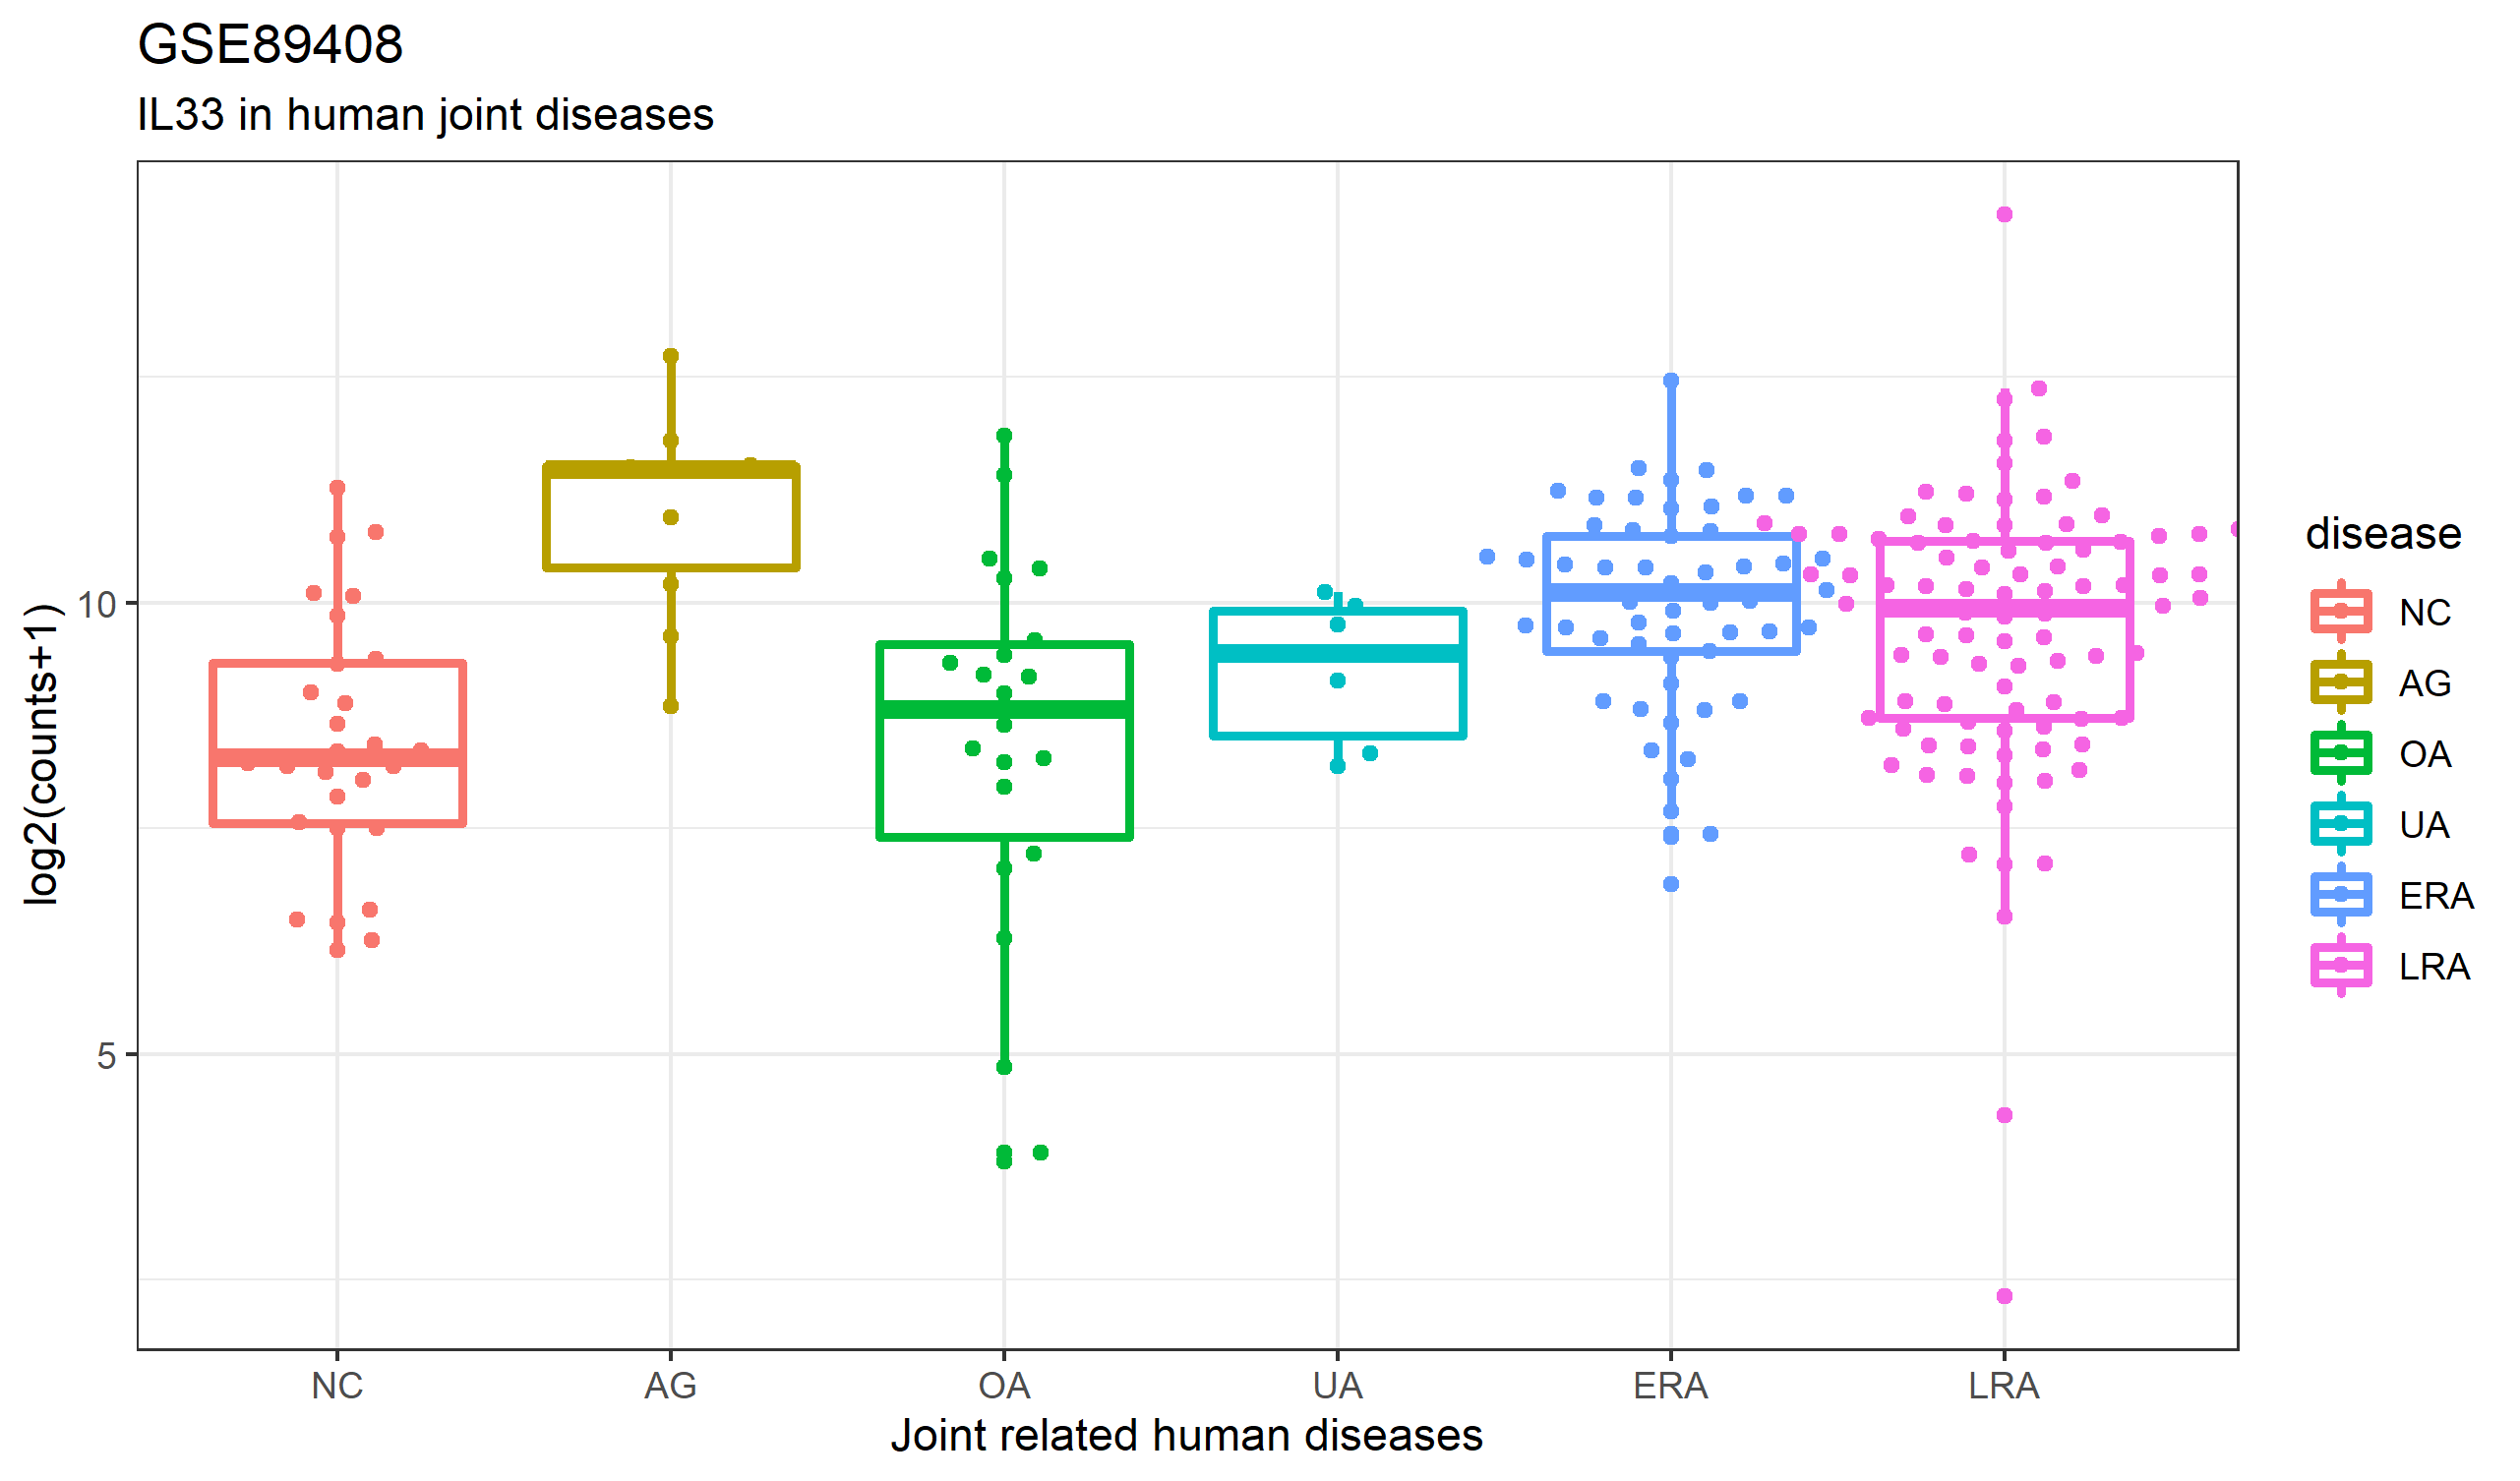 GSE89408
IL33 in human joint diseases
log2(counts+1)
10
5
NC
AG
OA
UA
ERA
LRA
Joint related human diseases
disease
NC
AG
OA
UA
ERA
LRA